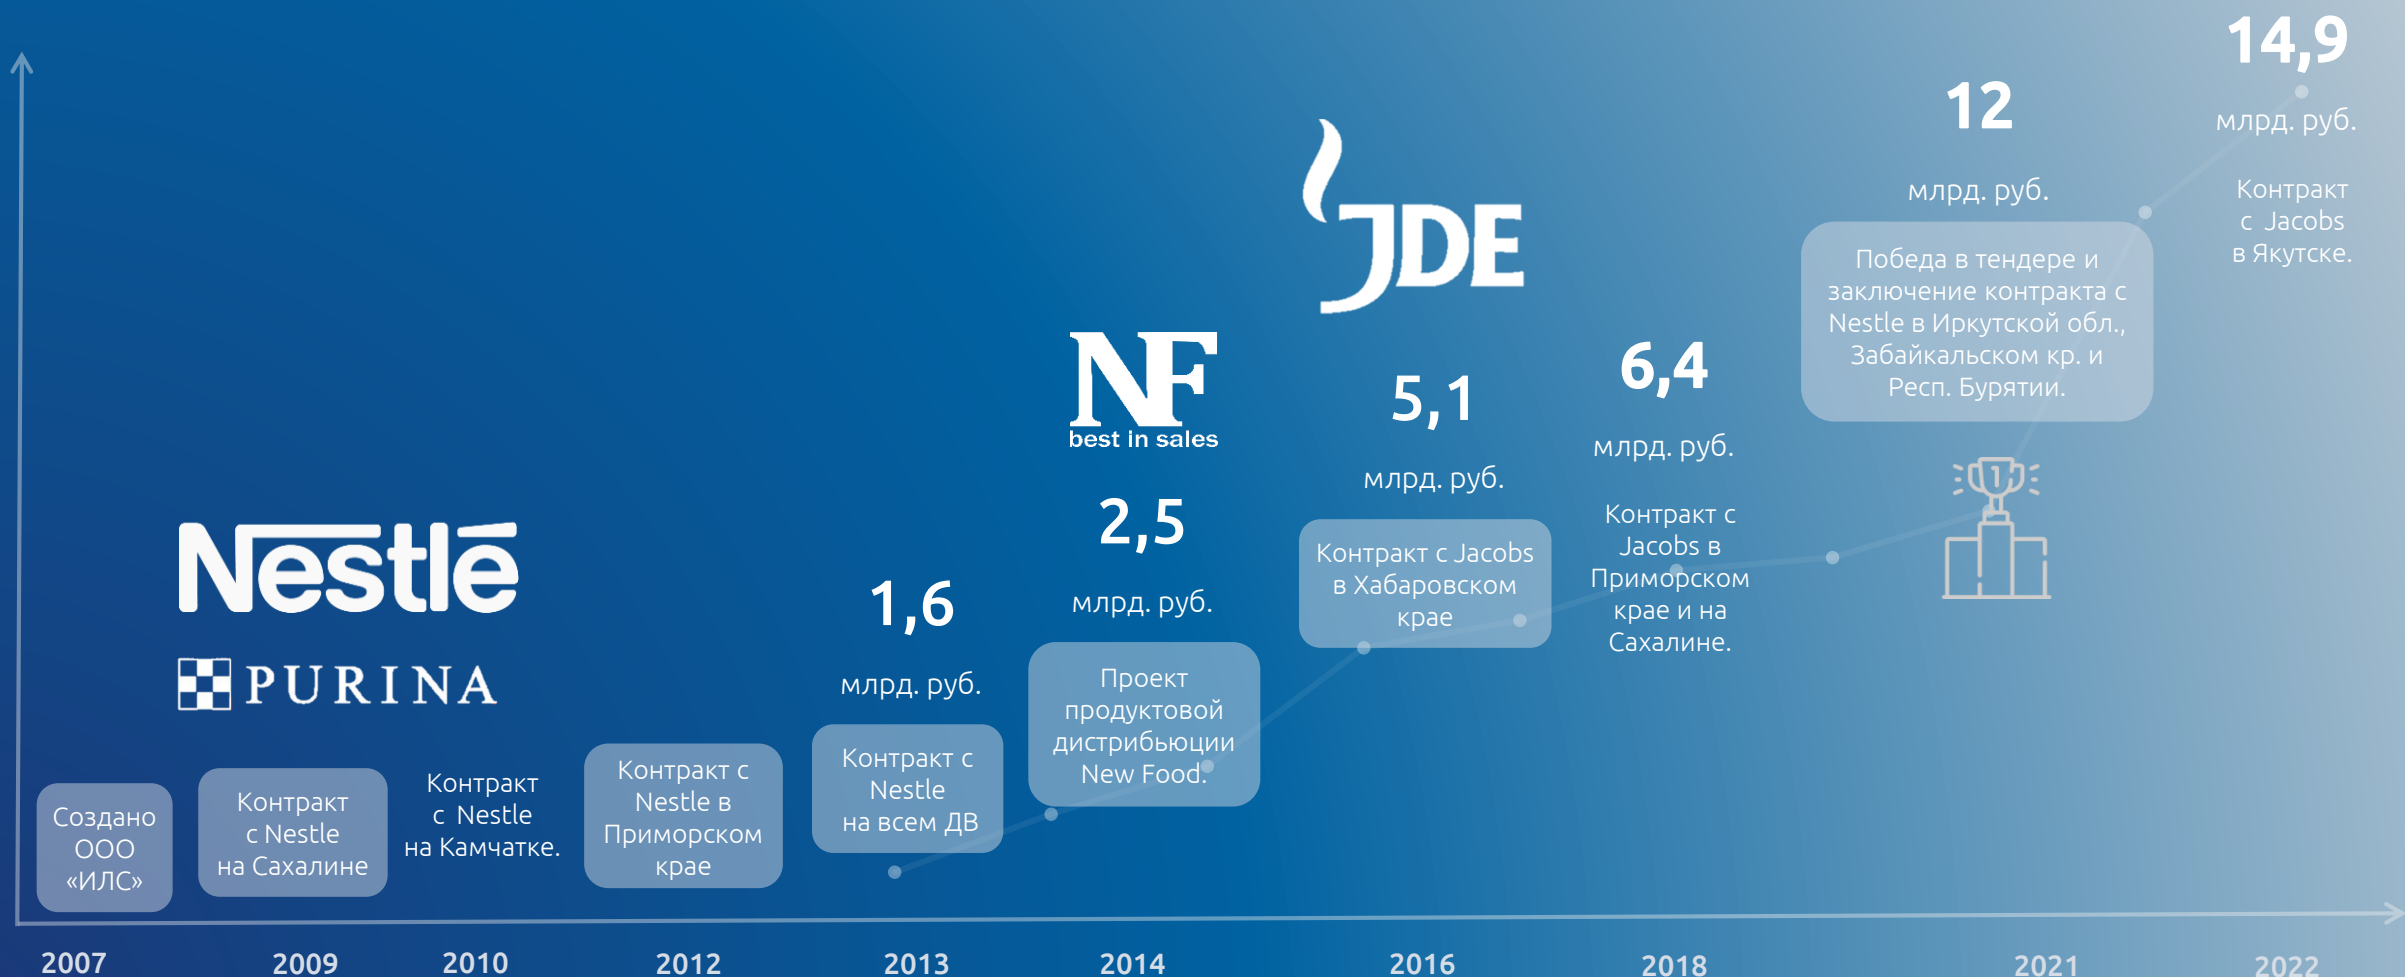 Nestlé
PURINA
Создано
ООО
«ИЛС»
Контракт
с Nestle
на Сахалине
Контракт
с Nestle
на Камчатке.
Контракт с
Nestle в
Приморском
крае
1,6
млрд. руб.
Контракт с
Nestle
на всем ДВ
NF
best in sales
2,5
млрд. руб.
Проект
продуктовой
дистрибьюции
New Food.
JDE
5,1
млрд. руб.
Контракт с Jacobs
в Хабаровском
крае
6,4
млрд. руб.
Контракт с
Jacobs в
Приморском
крае и на
Сахалине.
12
млрд. руб.
Победа в тендере и
заключение контракта с
Nestle в Иркутской обл.,
Забайкальском кр. и
Респ. Бурятии.
1
14,9
млрд. руб.
Контракт
с Jacobs
в Якутске.
2007
2009
2010
2012
2013
2014
2016
2018
2021
2022